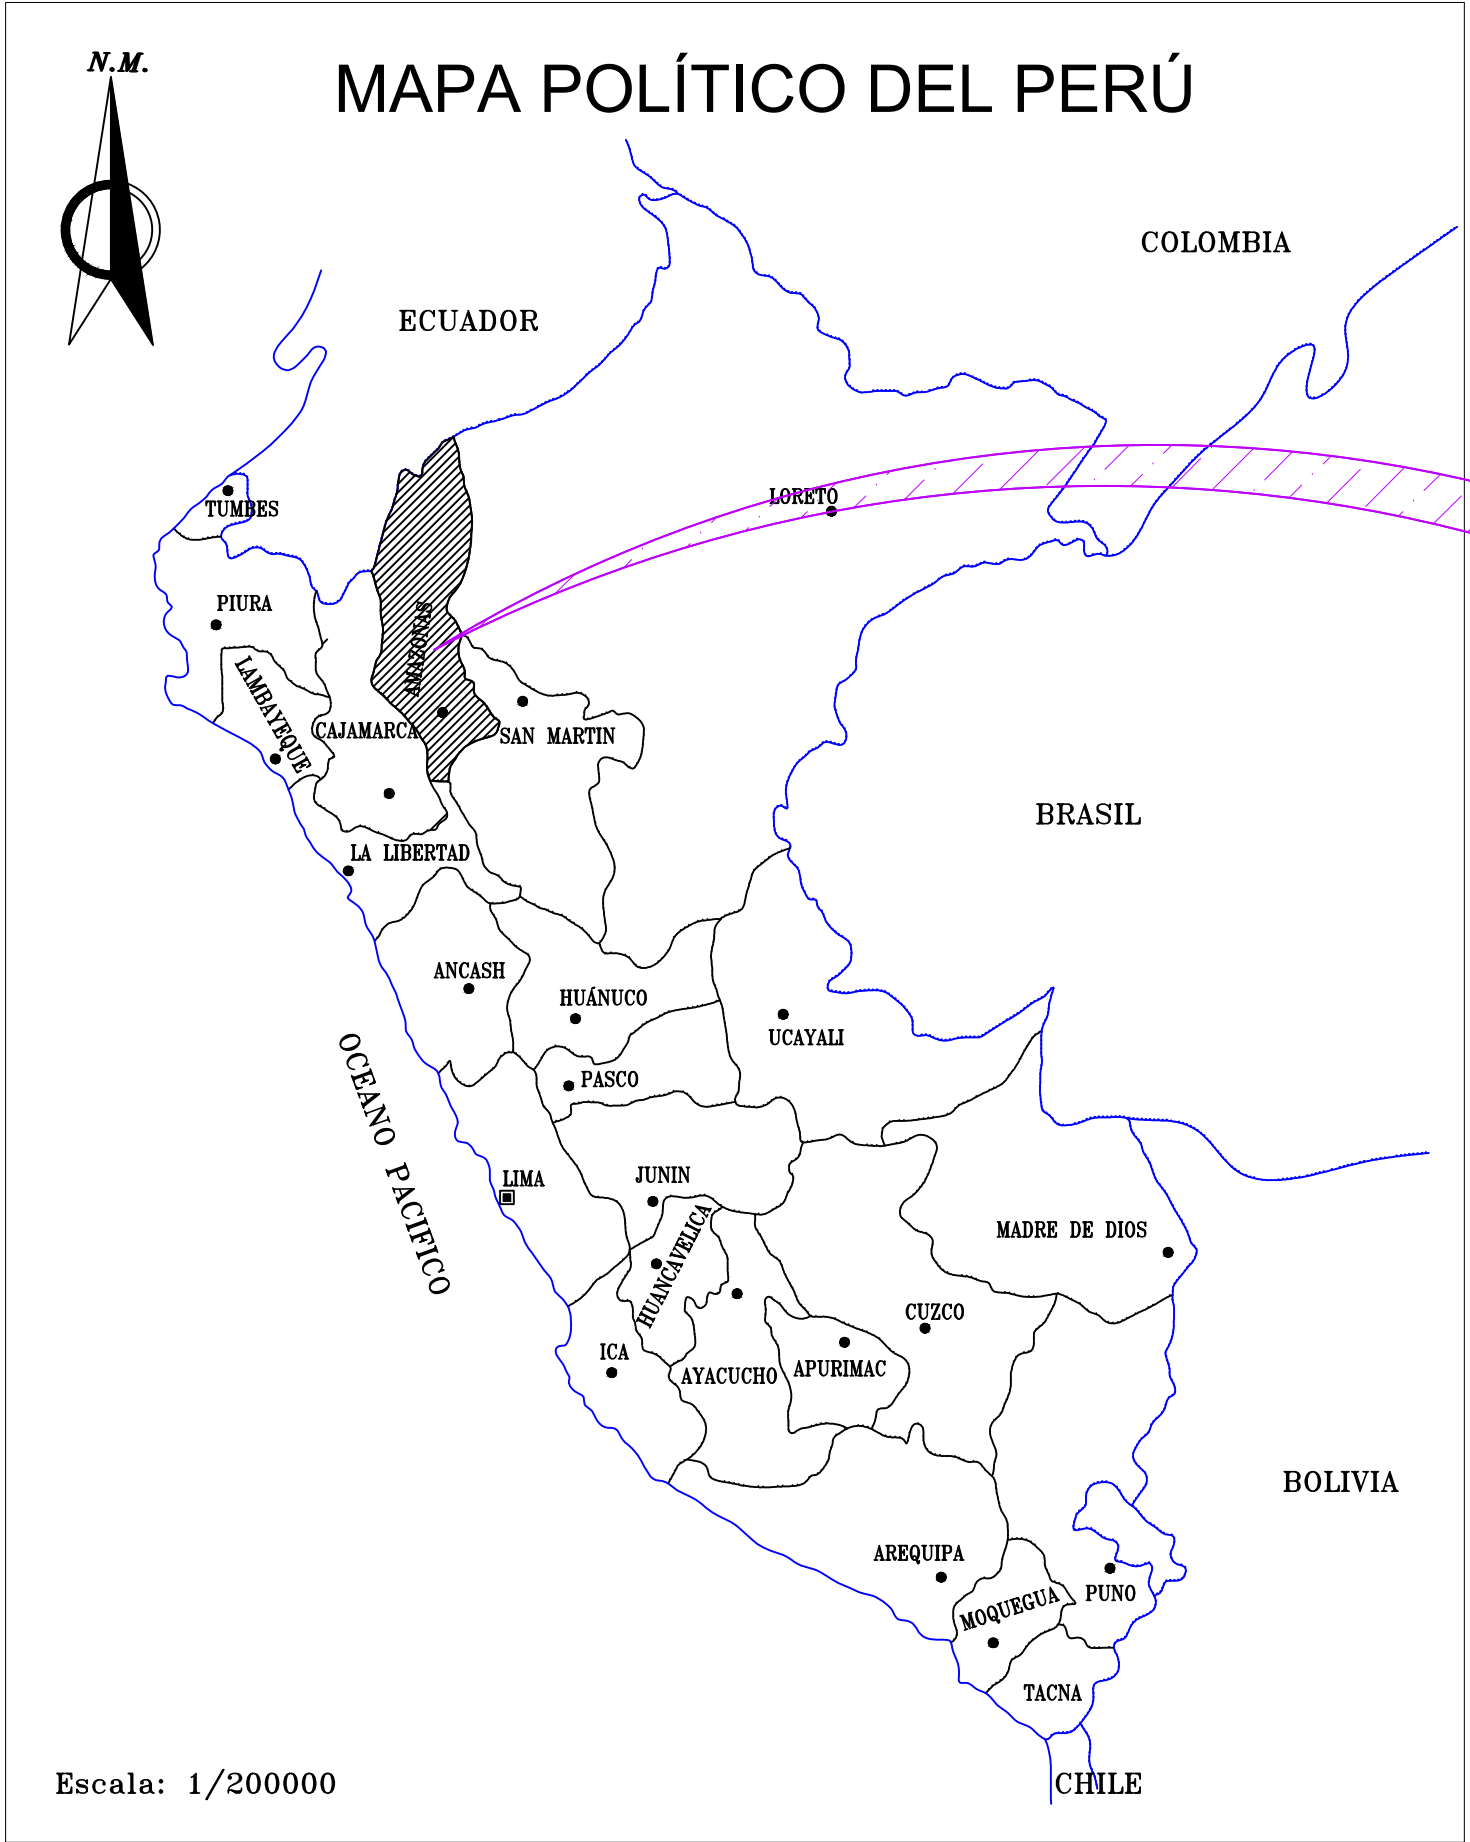 N.M.
MAPA POLÍTICO DEL PERÚ
COLOMBIA
ECUADOR
LORETO
TUMBES
PIURA
AMAZONAS
LAMBAYEQUE
CAJAMARCA
SAN MARTIN
BRASIL
LA LIBERTAD
ANCASH
HUÁNUCO
UCAYALI
PASCO
OCEANO PACIFICO
LIMA
JUNIN
HUANCAVELICA
MADRE DE DIOS
CUZCO
ICA
AYACUCHO
APURIMAC
BOLIVIA
AREQUIPA
MOQUEGUA
PUNO
TACNA
Escala: 1/200000
CHILE